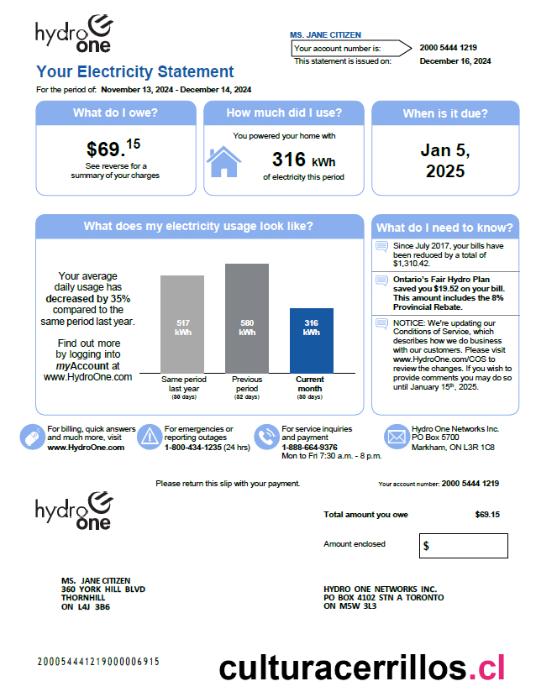 hydro
one
MS. JANE CITIZEN
Your account number is: 2000 5444 1219
This statement is issued on: December 16, 2024
Your Electricity Statement
For the period of: November 13, 2024 - December 14, 2024
What do I owe?
$69.15
See reverse for a
summary of your charges
How much did I use?
You powered your home with
316 kWh
of electricity this period
When is it due?
Jan 5,
2025
What does my electricity usage look like?
Your average
daily usage has
decreased by 35%
compared to the
same period last year.
Find out more
by logging into
myAccount at
www.HydroOne.com
517
kWh
580
kWh
316
kWh
Same period
last year
(30 days)
Previous
period
(32 days)
Current
month
(30 days)
What do I need to know?
Since July 2017, your bills have
been reduced by a total of
$1,310.42.
Ontario's Fair Hydro Plan
saved you $19.52 on your bill.
This amount includes the 8%
Provincial Rebate.
NOTICE: We're updating our
Conditions of Service, which
describes how we do business
with our customers. Please visit
www.HydroOne.com/COS to
review the changes. If you wish to
provide comments you may do so
until January 15th, 2025.
For billing, quick answers
and much more, visit
www.HydroOne.com
For emergencies or
reporting outages
1-800-434-1235 (24 hrs)
For service inquiries
and payment
1-888-664-9376
Mon to Fri 7:30 a.m. - 8 p.m.
Hydro One Networks Inc.
PO Box 5700
Markham, ON L3R 1C8
Please return this slip with your payment.
Your account number: 2000 5444 1219
hydro
one
Total amount you owe $69.15
Amount enclosed $
MS. JANE CITIZEN
360 YORK HILL BLVD
THORNHILL
ON L4J 3B6
HYDRO ONE NETWORKS INC.
PO BOX 4102 STN A TORONTO
ON M5W 3L3
200054441219000006915
culturacerrillos.cl